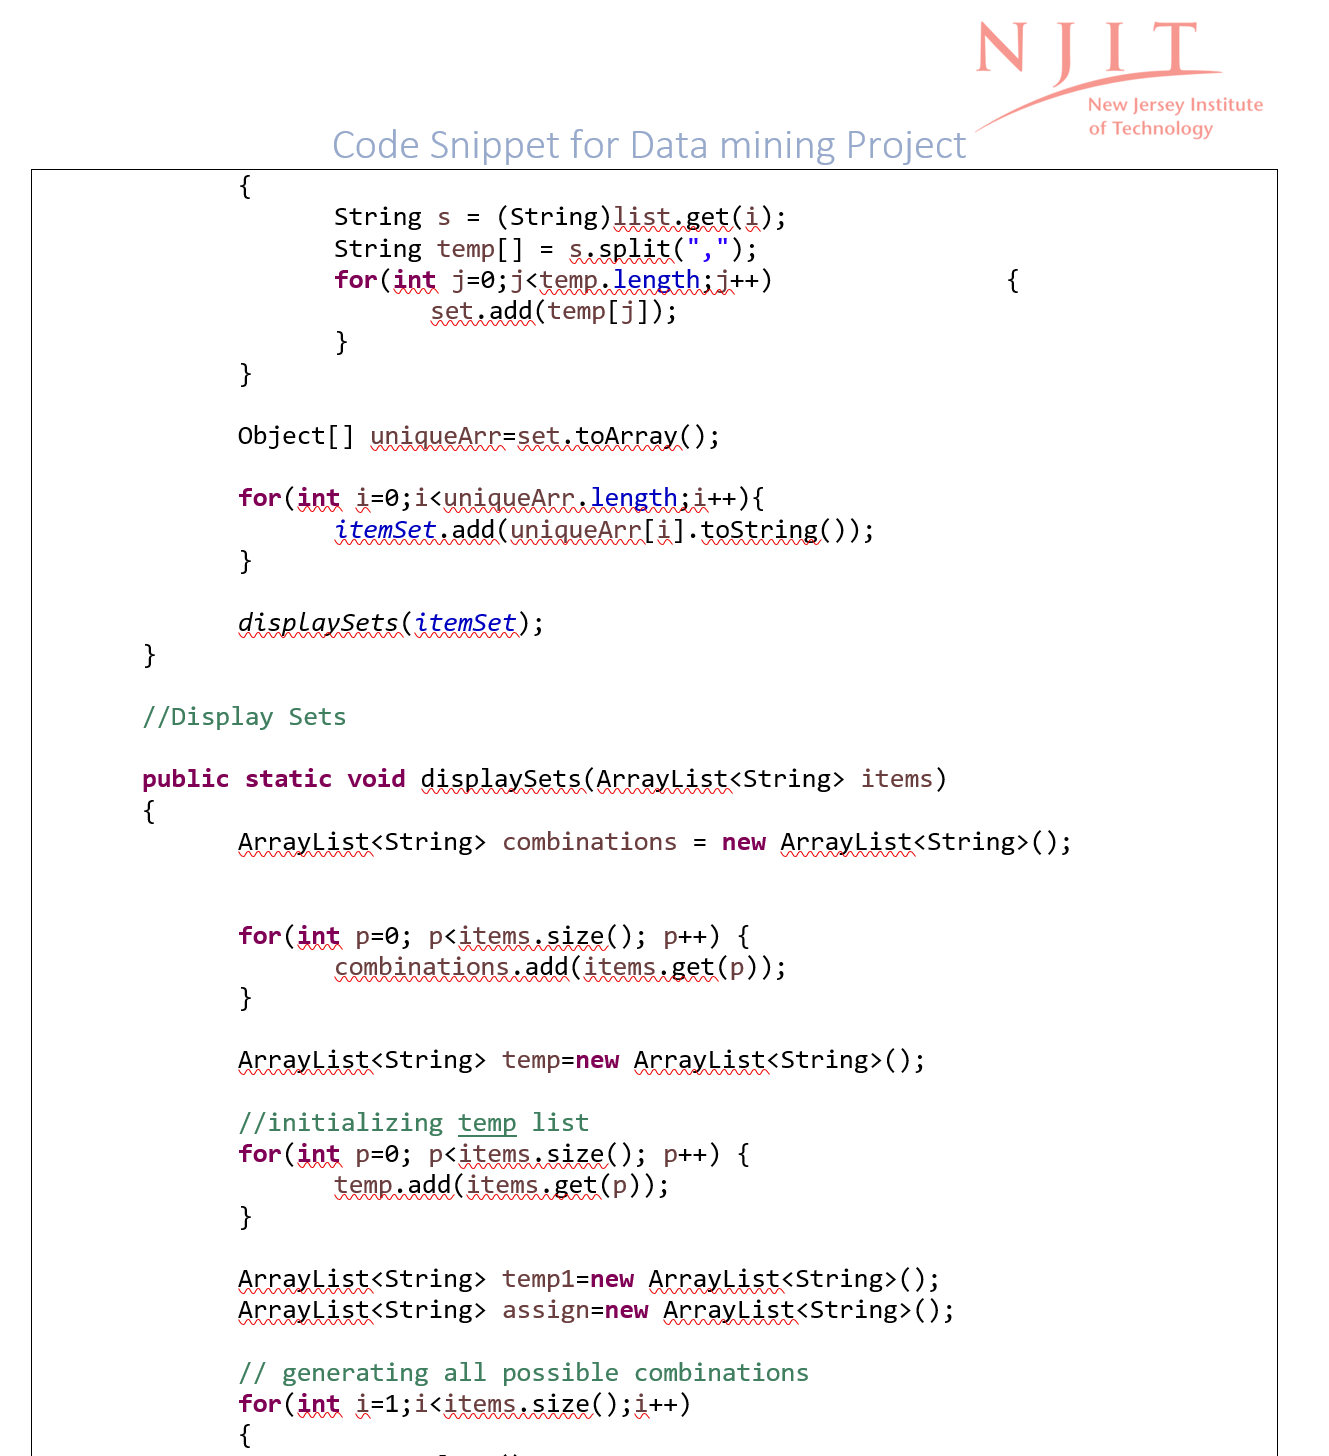 NJIT
New Jersey Institute
of Technology
Code Snippet for Data mining Project
{
String s = (String)list.get(i);
String temp[] = s.split(",");
for(int j=0;j<temp.length;j++) {
set.add(temp[j]);
}
}
Object[] uniqueArr=set.toArray();
for(int i=0;i<uniqueArr.length;i++){
itemSet.add(uniqueArr[i].toString());
}
displaySets(itemSet);
}
//Display Sets
public static void displaySets(ArrayList<String> items)
{
ArrayList<String> combinations = new ArrayList<String>();
for(int p=0; p<items.size(); p++) {
combinations.add(items.get(p));
}
ArrayList<String> temp=new ArrayList<String>();
//initializing temp list
for(int p=0; p<items.size(); p++) {
temp.add(items.get(p));
}
ArrayList<String> temp1=new ArrayList<String>();
ArrayList<String> assign=new ArrayList<String>();
// generating all possible combinations
for(int i=1;i<items.size();i++)
{